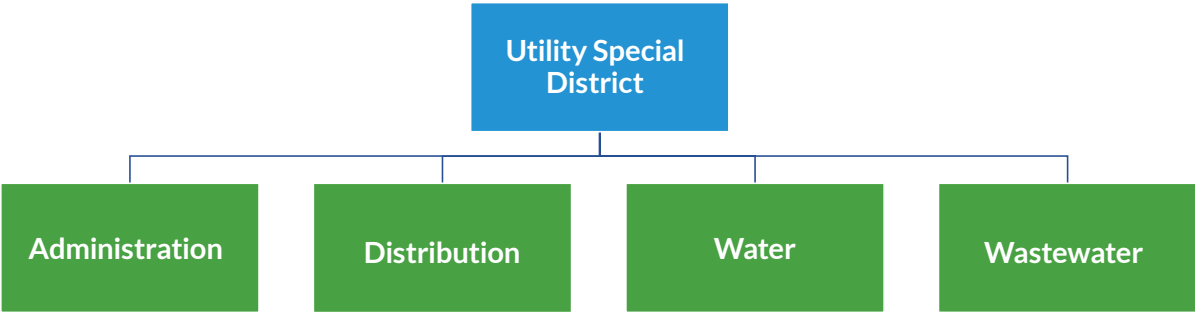 Utility Special
District
Administration
Distribution
Water
Wastewater